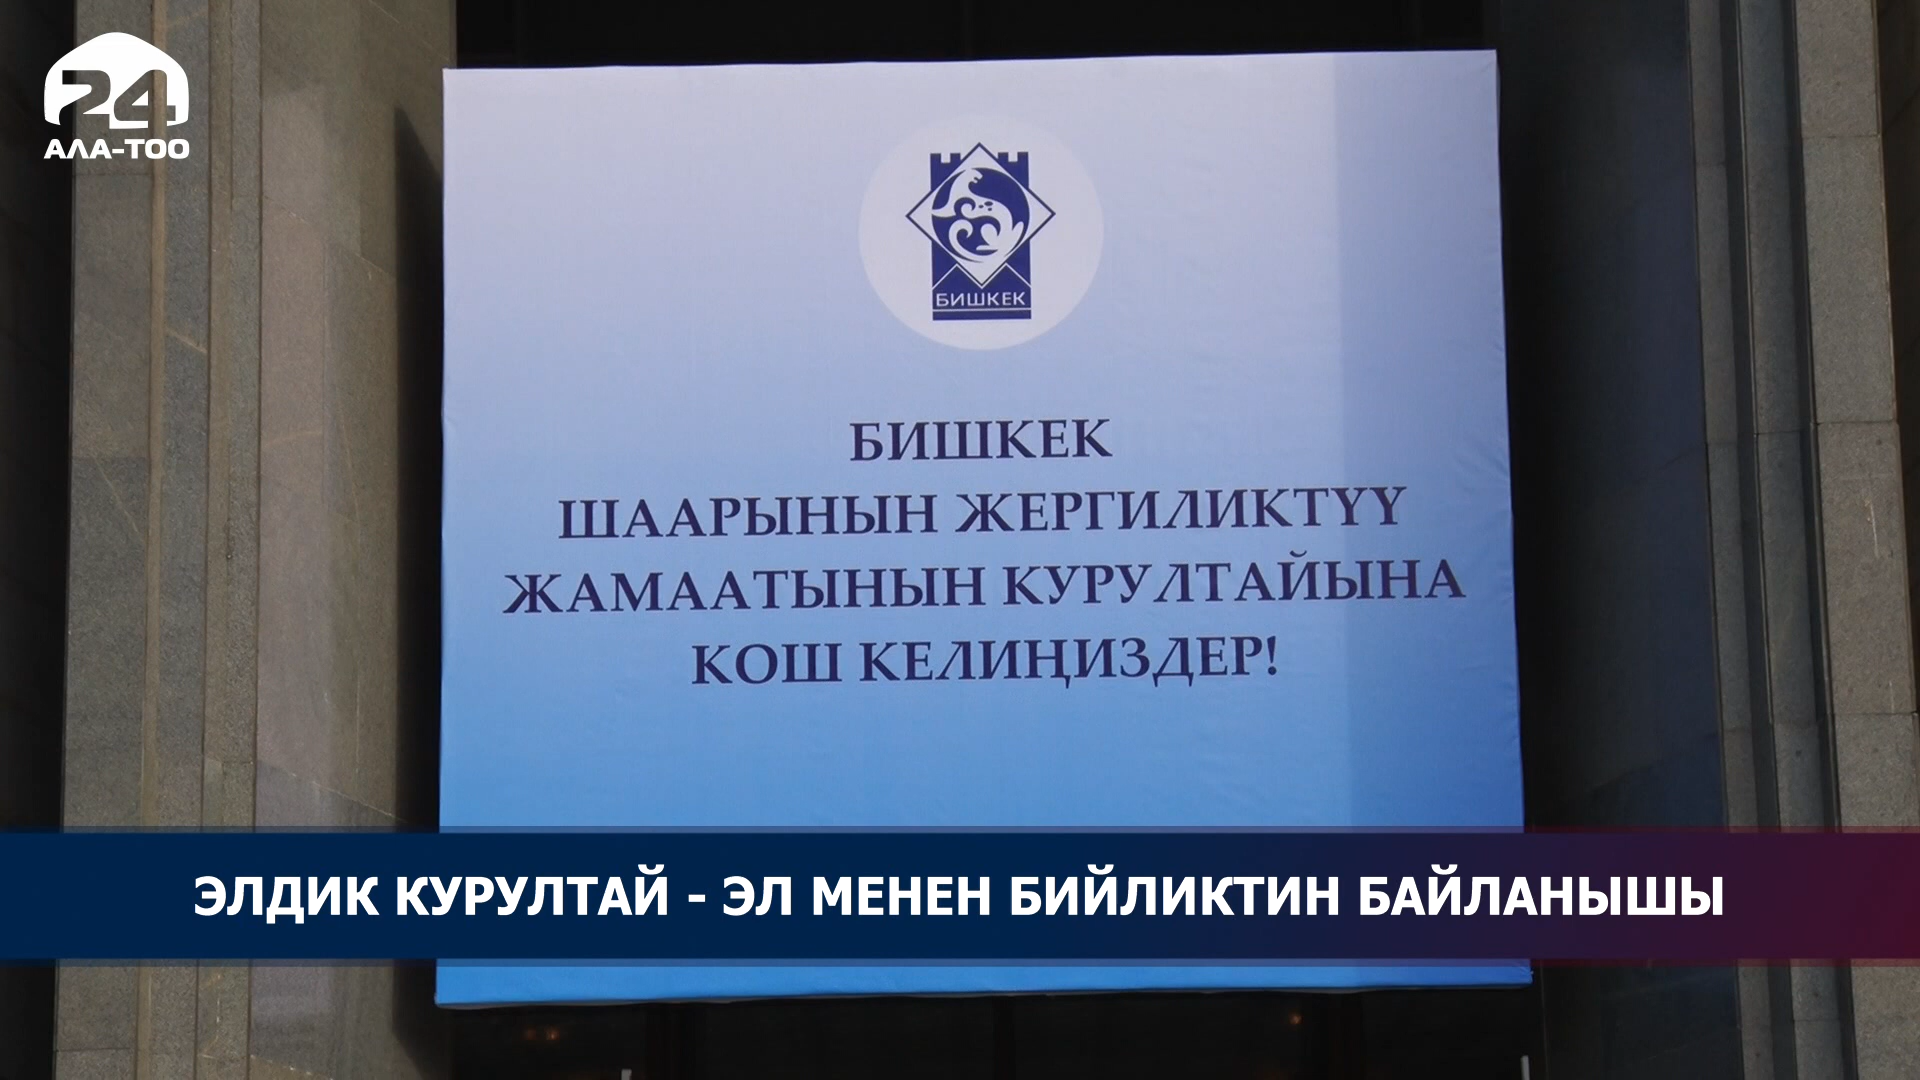 24
АЛА-ТОО
БИШКЕК
БИШКЕК
ШААРЫНЫН ЖЕРГИЛИКТҮҮ
ЖАМААТЫНЫН КУРУЛТАЙЫНА
КОШ КЕЛИҢИЗДЕР!
ЭЛДИК КУРУЛТАЙ - ЭЛ МЕНЕН БИЙЛИКТИН БАЙЛАНЫШЫ